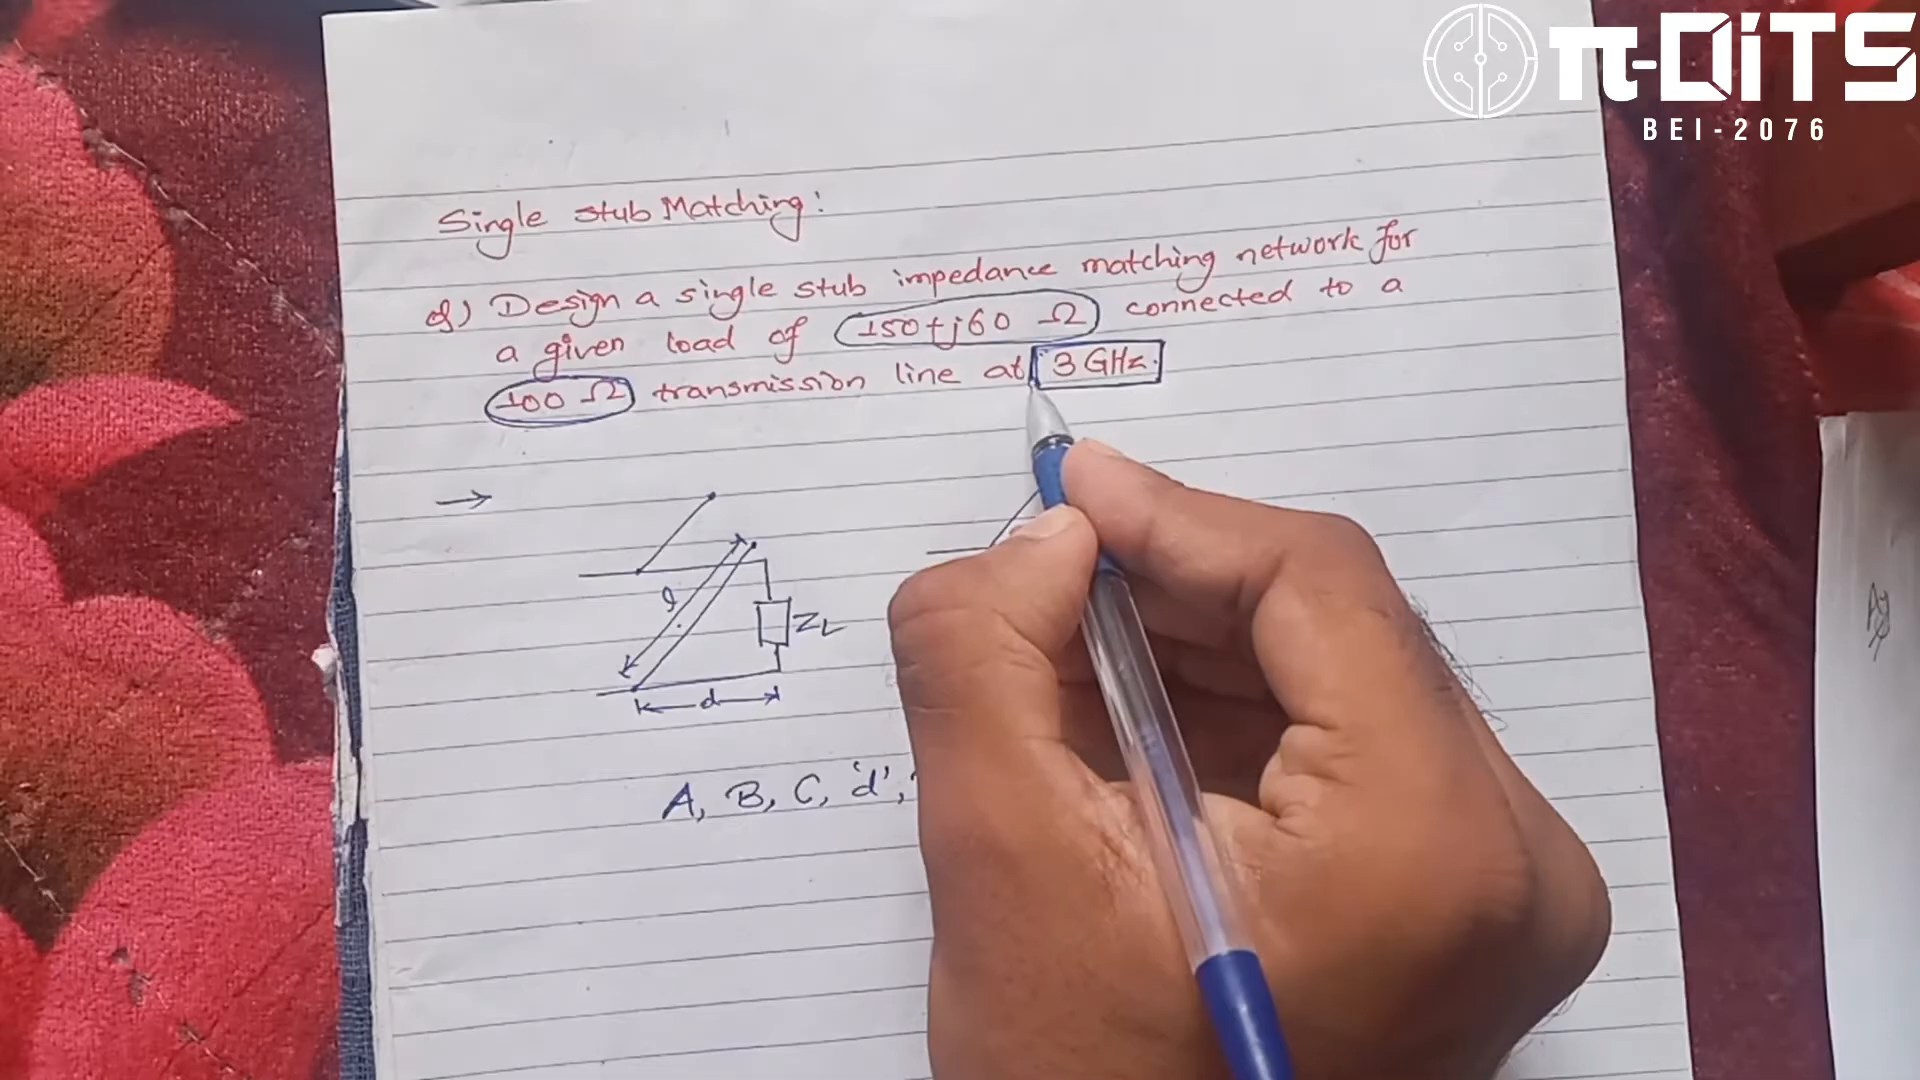 π-DiTS
BEI-2076
Single stub Matching:
Q) Design a single stub impedance matching network for
a given load of 150+j60 Ω connected to a
100 Ω transmission line at 3 GHz.
l
ZL
d
A, B, C, 'd',